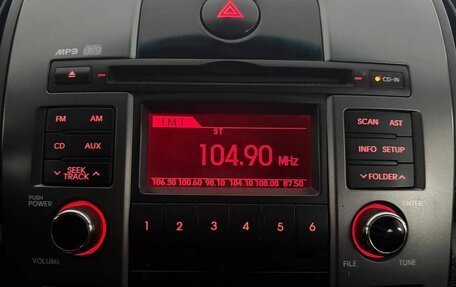 MP3
CD-IN
FM AM
CD AUX
SEEK
TRACK
FM1
ST
104.90 MHz
106.30 100.60 98.10 104.10 108.00 87.50
SCAN AST
INFO SETUP
FOLDER
PUSH
POWER
VOLUME
1 2 3 4 5 6
ENTER
FILE TUNE